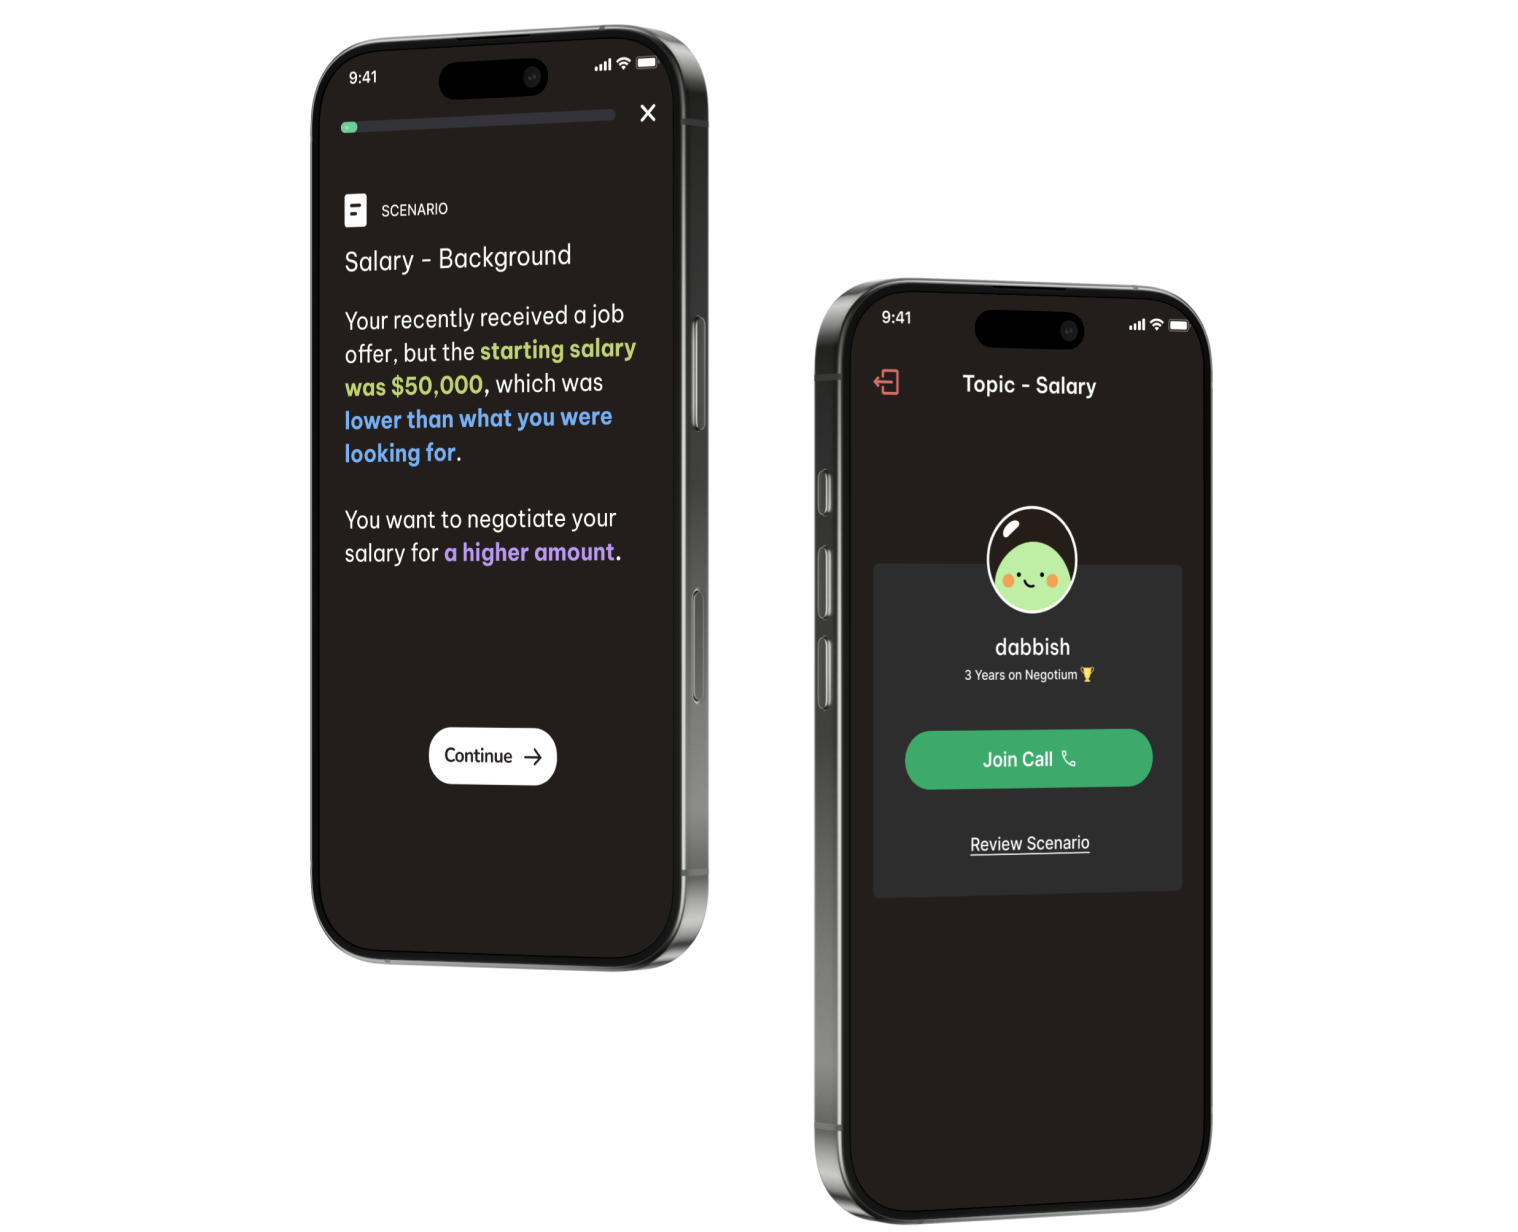 9:41
SCENARIO
Salary - Background
Your recently received a job
offer, but the starting salary
was $50,000, which was
lower than what you were
looking for.
You want to negotiate your
salary for a higher amount.
Continue →
9:41
Topic - Salary
dabbish
3 Years on Negotium 🏆
Join Call
Review Scenario